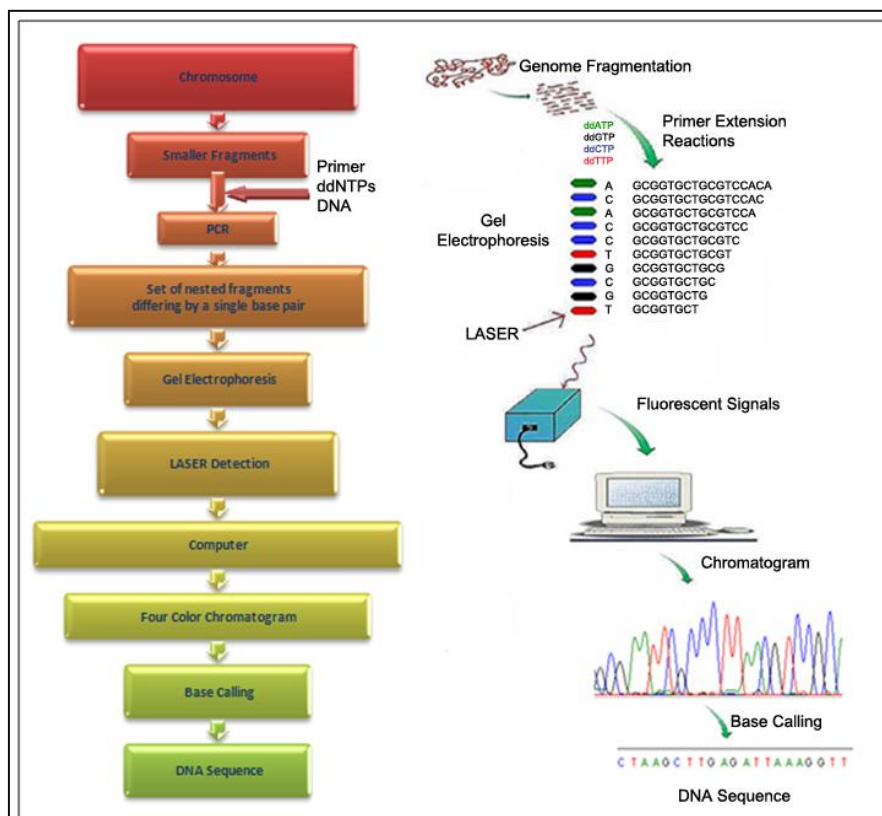 Chromosome
Smaller Fragments
Primer
ddNTPs
DNA
PCR
Set of nested fragments
differing by a single base pair
Gel Electrophoresis
LASER Detection
Computer
Four Color Chromatogram
Base Calling
DNA Sequence
Genome Fragmentation
ddATP
ddGTP
ddCTP
ddTTP
Primer Extension
Reactions
Gel
Electrophoresis
A GCGGTGCTGCGTCCACA
C GCGGTGCTGCGTCCAC
A GCGGTGCTGCGTCCA
C GCGGTGCTGCGTCC
C GCGGTGCTGCGTC
T GCGGTGCTGCGT
G GCGGTGCTGCG
C GCGGTGCTGC
G GCGGTGCTG
T GCGGTGCT
LASER
Fluorescent Signals
Chromatogram
Base Calling
C T A A G C T T G A G A T T A A A G G T T
DNA Sequence